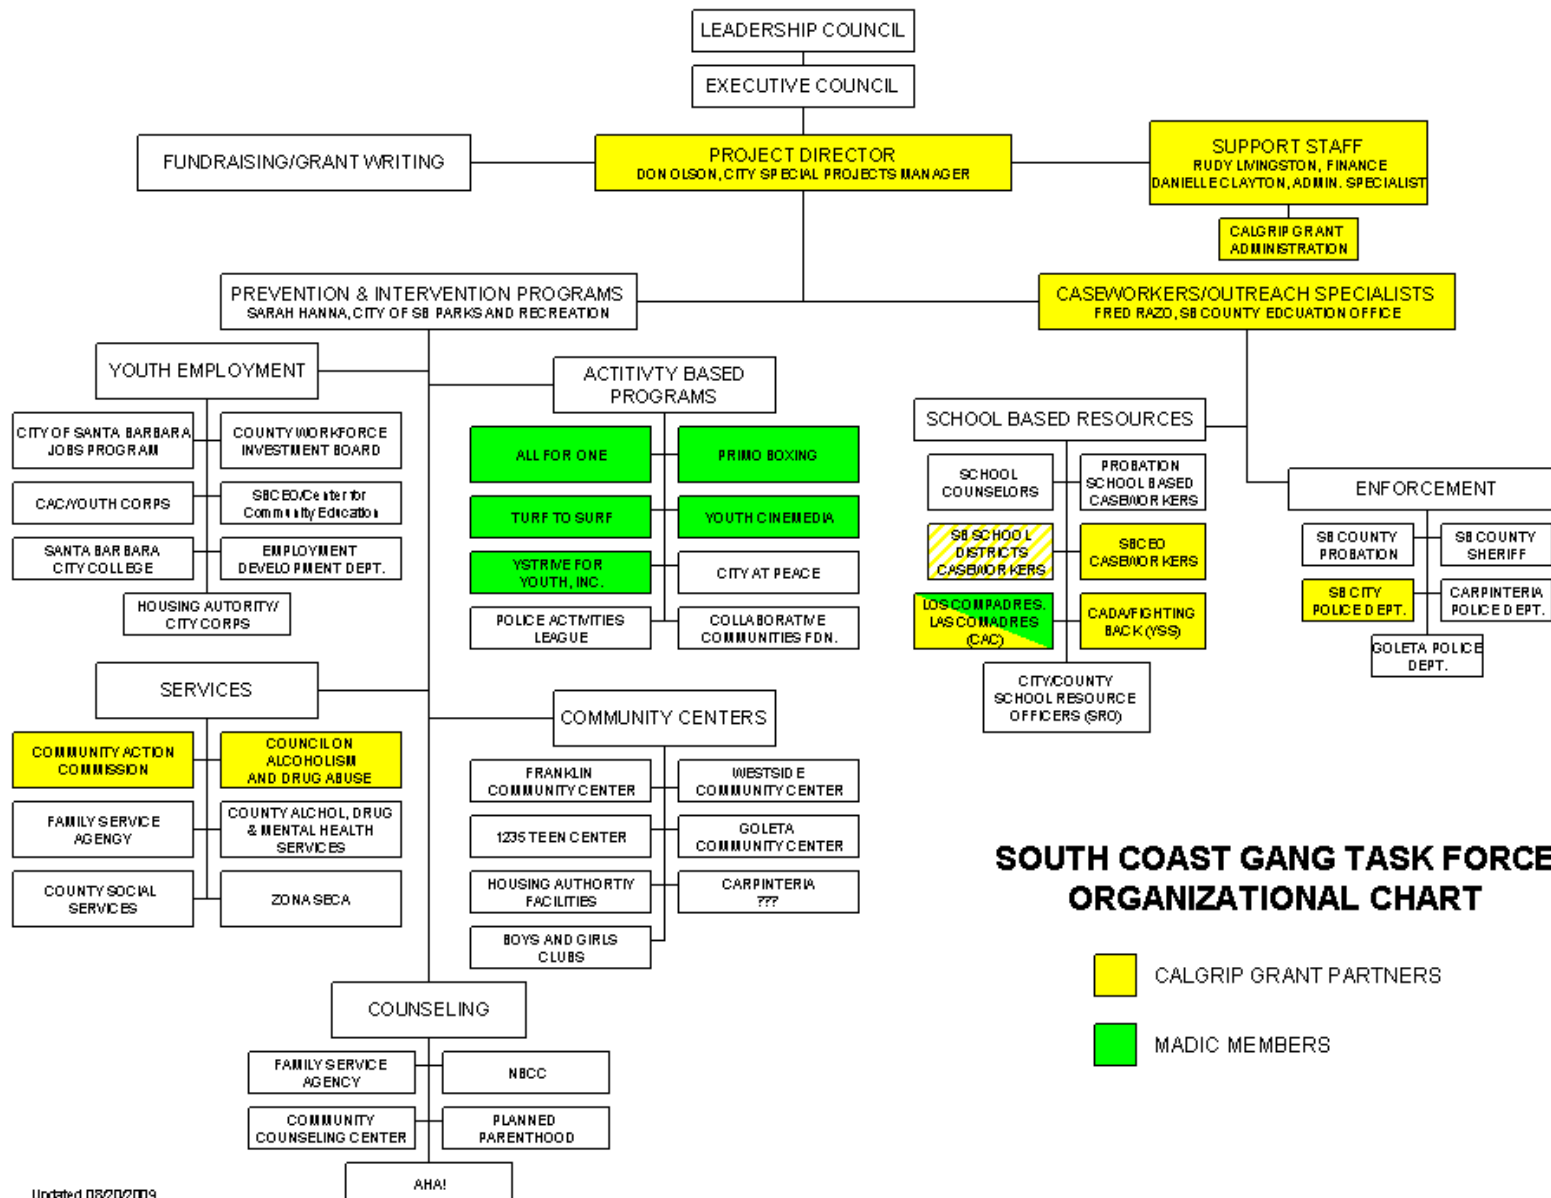 LEADERSHIP COUNCIL
EXECUTIVE COUNCIL
FUNDRAISING/GRANT WRITING
PROJECT DIRECTOR
DON OLSON, CITY SPECIAL PROJECTS MANAGER
SUPPORT STAFF
RUDY LIVINGSTON, FINANCE
DANIELLE CLAYTON, ADMIN. SPECIALIST
CALGRIP GRANT
ADMINISTRATION
PREVENTION & INTERVENTION PROGRAMS
SARAH HANNA, CITY OF SB PARKS AND RECREATION
CASEWORKERS/OUTREACH SPECIALISTS
FRED RAZO, SB COUNTY EDCUATION OFFICE
YOUTH EMPLOYMENT
CITY OF SANTA BARBARA
JOBS PROGRAM
COUNTY WORKFORCE
INVESTMENT BOARD
CAC/YOUTH CORPS
SBCEO/Center for
Community Education
SANTA BARBARA
CITY COLLEGE
EMPLOYMENT
DEVELOPMENT DEPT.
HOUSING AUTORITY/
CITY CORPS
ACTITIVTY BASED
PROGRAMS
ALL FOR ONE
PRIMO BOXING
TURF TO SURF
YOUTH CINEMEDIA
YSTRIVE FOR
YOUTH, INC.
CITY AT PEACE
POLICE ACTIVITIES
LEAGUE
COLLABORATIVE
COMMUNITIES FDN.
SCHOOL BASED RESOURCES
SCHOOL
COUNSELORS
PROBATION
SCHOOL BASED
CASEWORKERS
SB SCHOOL
DISTRICTS
CASEWORKERS
SBCEO
CASEWORKERS
LOS COMPADRES.
LAS COMADRES
(CAC)
CADA/FIGHTING
BACK (YSS)
CITY/COUNTY
SCHOOL RESOURCE
OFFICERS (SRO)
ENFORCEMENT
SB COUNTY
PROBATION
SB COUNTY
SHERIFF
SB CITY
POLICE DEPT.
CARPINTERIA
POLICE DEPT.
GOLETA POLICE
DEPT.
SERVICES
COMMUNITY ACTION
COMMISSION
COUNCIL ON
ALCOHOLISM
AND DRUG ABUSE
FAMILY SERVICE
AGENGY
COUNTY ALCHOL, DRUG
& MENTAL HEALTH
SERVICES
COUNTY SOCIAL
SERVICES
ZONA SECA
COMMUNITY CENTERS
FRANKLIN
COMMUNITY CENTER
WESTSIDE
COMMUNITY CENTER
1235 TEEN CENTER
GOLETA
COMMUNITY CENTER
HOUSING AUTHORTIY
FACILITIES
CARPINTERIA
???
BOYS AND GIRLS
CLUBS
COUNSELING
FAMILY SERVICE
AGENCY
NBCC
COMMUNITY
COUNSELING CENTER
PLANNED
PARENTHOOD
AHA!
SOUTH COAST GANG TASK FORCE
ORGANIZATIONAL CHART
CALGRIP GRANT PARTNERS
MADIC MEMBERS
Updated 08/20/2009